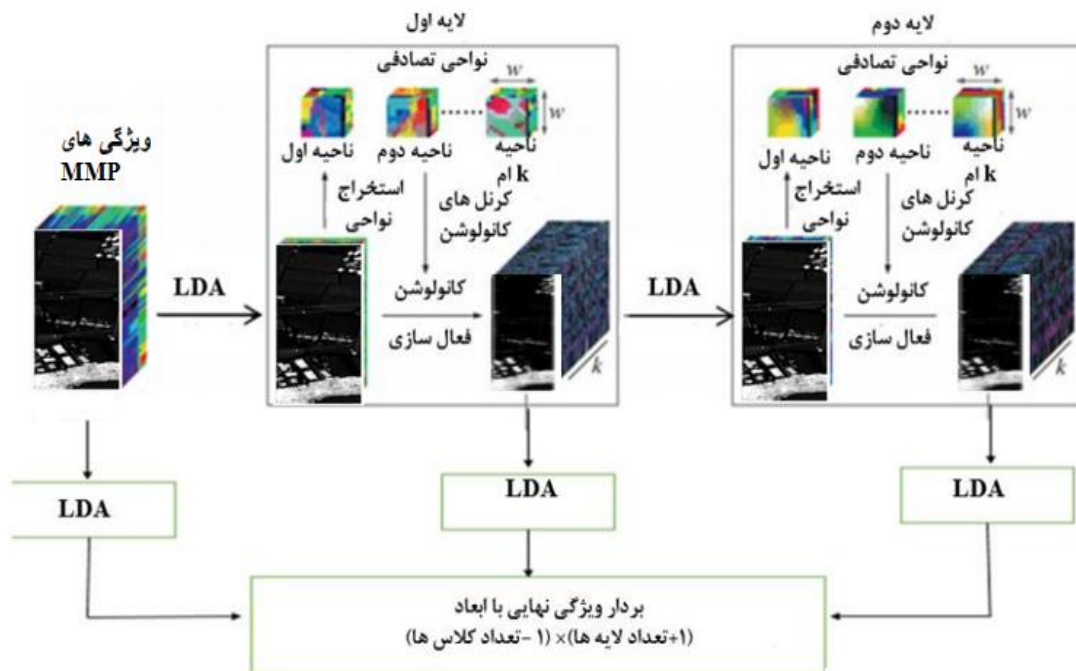 لایه اول
نواحی تصادفی
w
w
ناحیه اول
ناحیه دوم
ناحیه
k ام
استخراج
نواحی
کرنل های
کانولوشن
کانولوشن
فعال سازی
k
لایه دوم
نواحی تصادفی
w
w
ناحیه اول
ناحیه دوم
ناحیه
k ام
استخراج
نواحی
کرنل های
کانولوشن
کانولوشن
فعال سازی
k
ویژگی های
MMP
LDA
LDA
LDA
LDA
LDA
بردار ویژگی نهایی با ابعاد
(۱+تعداد لایه ها)×(۱ –تعداد کلاس ها)